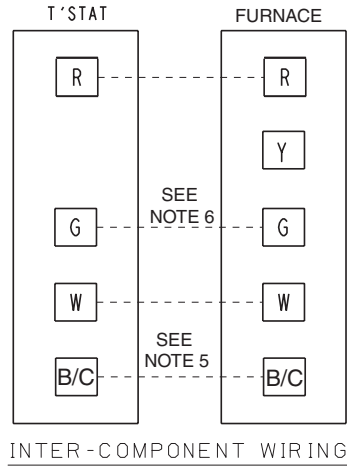 T'STAT FURNACE
R R
Y
SEE
NOTE 6
G G
W W
SEE
NOTE 5
B/C B/C
INTER-COMPONENT WIRING